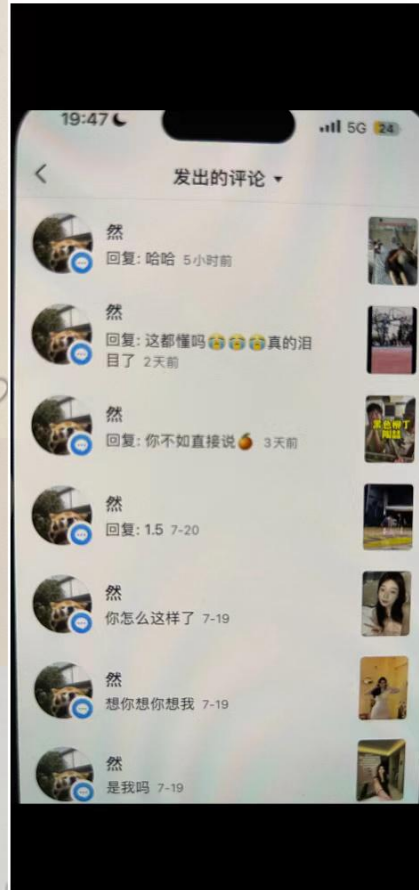 19:47
5G 24
发出的评论
然
回复: 哈哈 5小时前
然
回复: 这都懂吗😭😭😭真的泪
目了 2天前
然
回复: 你不如直接说🍊 3天前
黑色柳丁
陶喆
然
回复: 1.5 7-20
然
你怎么这样了 7-19
然
想你想你想我 7-19
然
是我吗 7-19